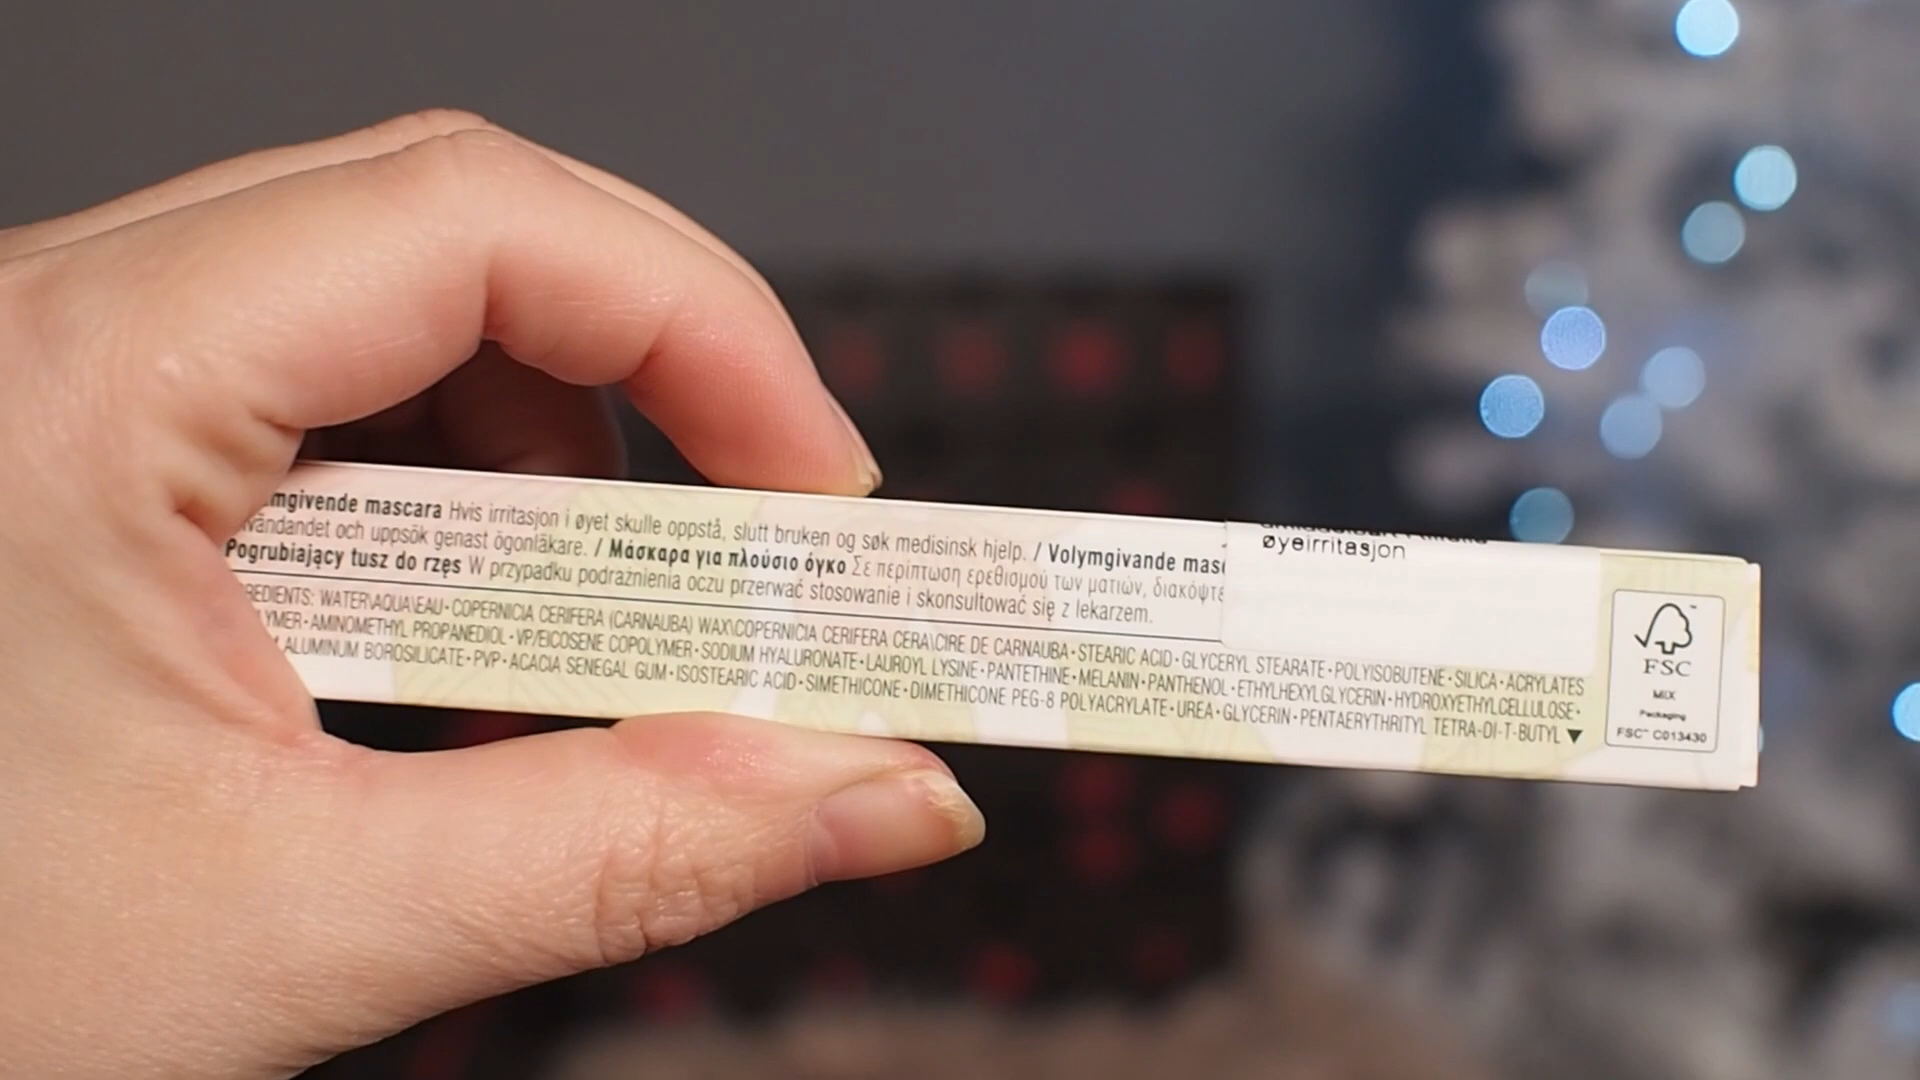 mgivende mascara Hvis irritasjon i øyet skulle oppstå, slutt bruken og søk medisinsk hjelp. / Volymgivande mas
vändandet och uppsök genast ögonläkare. / Μάσκαρα για πλούσιο όγκο Σε περίπτωση ερεθισμού των ματιών, διακόψτε
Pogrubiający tusz do rzęs W przypadku podrażnienia oczu przerwać stosowanie i skonsultować się z lekarzem.
øyeirritasjon
REDIENTS: WATER\AQUA\EAU • COPERNICIA CERIFERA (CARNAUBA) WAX\COPERNICIA CERIFERA CERA\CIRE DE CARNAUBA • STEARIC ACID • GLYCERYL STEARATE • POLYISOBUTENE • SILICA • ACRYLATES
YMER • AMINOMETHYL PROPANEDIOL • VP/EICOSENE COPOLYMER • SODIUM HYALURONATE • LAUROYL LYSINE • PANTETHINE • MELANIN • PANTHENOL • ETHYLHEXYLGLYCERIN • HYDROXYETHYLCELLULOSE •
ALUMINUM BOROSILICATE • PVP • ACACIA SENEGAL GUM • ISOSTEARIC ACID • SIMETHICONE • DIMETHICONE PEG-8 POLYACRYLATE • UREA • GLYCERIN • PENTAERYTHRITYL TETRA-DI-T-BUTYL ▼
FSC
MIX
Packaging
FSC™ C013430